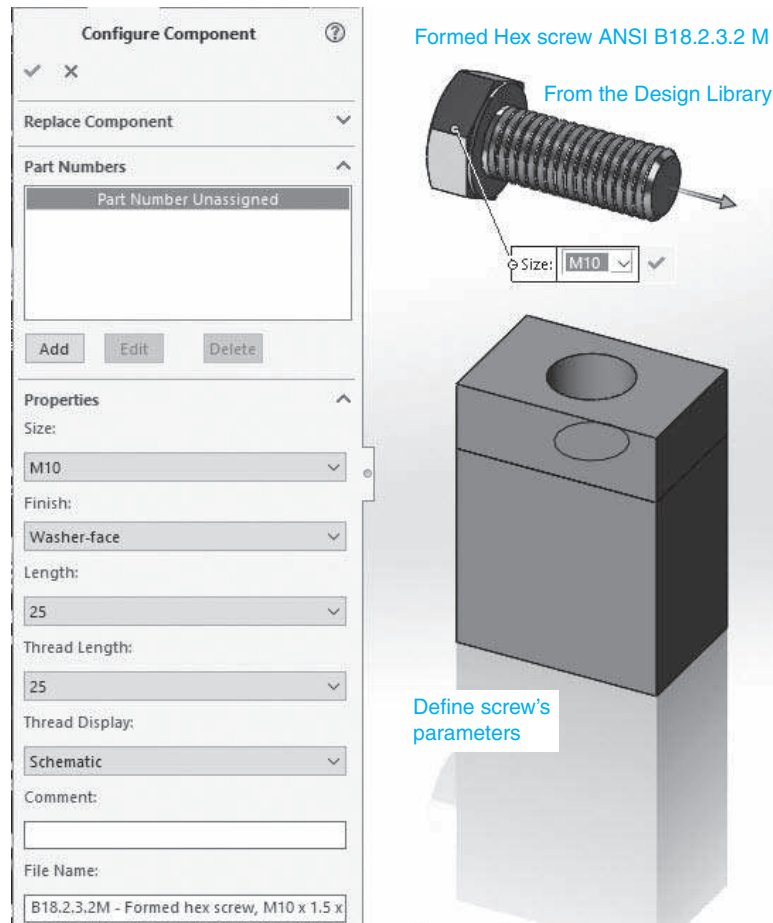 Configure Component
Replace Component
Part Numbers
Part Number Unassigned
Add Edit Delete
Properties
Size:
M10
Finish:
Washer-face
Length:
25
Thread Length:
25
Thread Display:
Schematic
Comment:
File Name:
B18.2.3.2M - Formed hex screw, M10 x 1.5 x
Formed Hex screw ANSI B18.2.3.2 M
From the Design Library
Size: M10
Define screw's
parameters